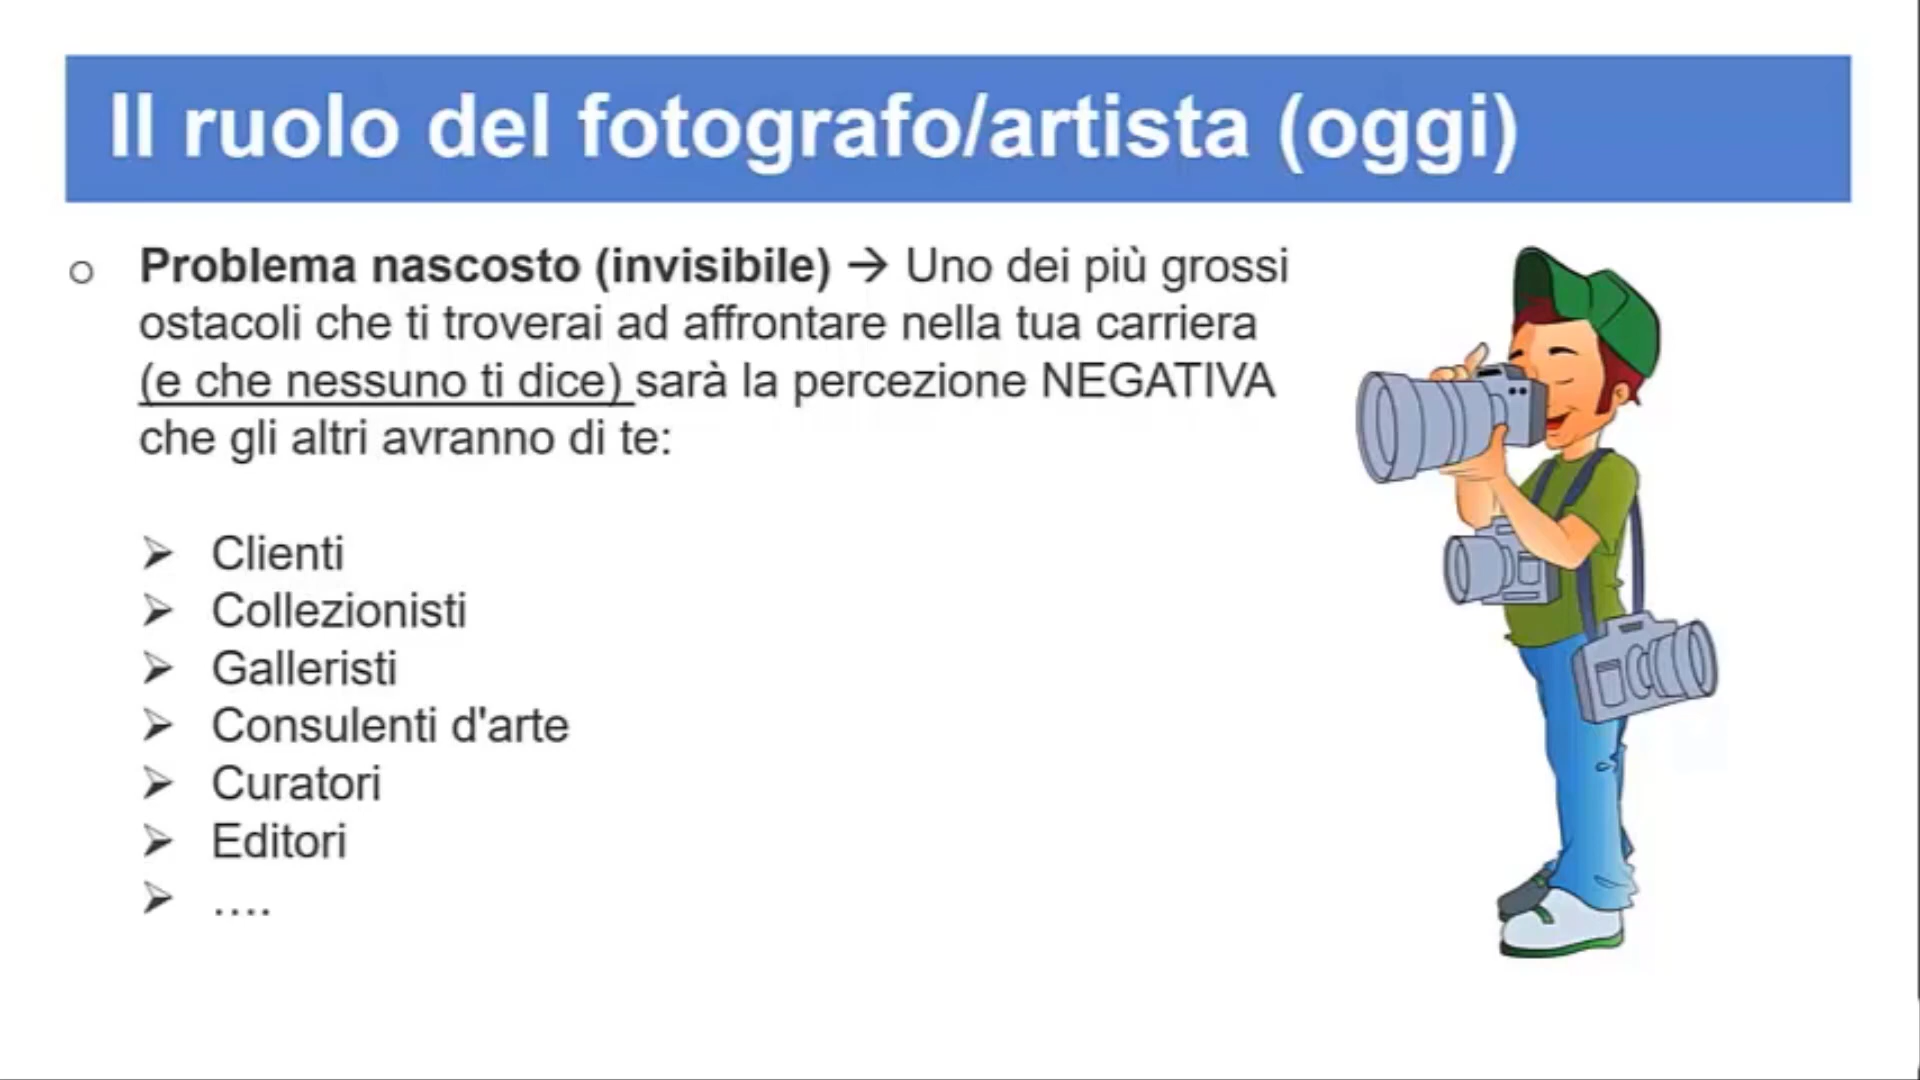 Il ruolo del fotografo/artista (oggi)
o Problema nascosto (invisibile) → Uno dei più grossi
ostacoli che ti troverai ad affrontare nella tua carriera
(e che nessuno ti dice) sarà la percezione NEGATIVA
che gli altri avranno di te:
➢ Clienti
➢ Collezionisti
➢ Galleristi
➢ Consulenti d'arte
➢ Curatori
➢ Editori
➢ ....